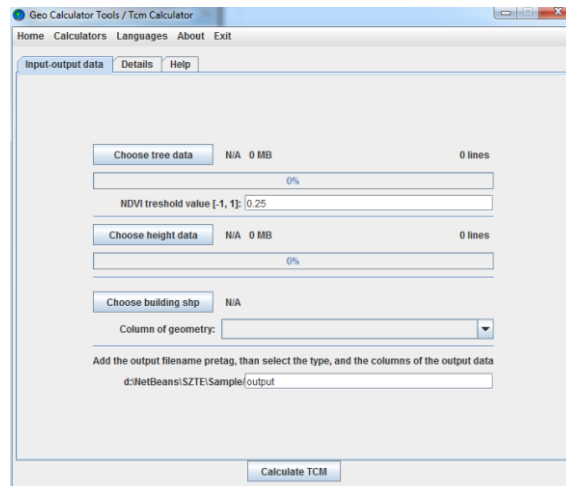 Geo Calculator Tools / Tcm Calculator
Home Calculators Languages About Exit
Input-output data Details Help
Choose tree data N/A 0 MB 0 lines
0%
NDVI treshold value [-1, 1]: 0.25
Choose height data N/A 0 MB 0 lines
0%
Choose building shp N/A
Column of geometry:
Add the output filename pretag, than select the type, and the columns of the output data
d:\NetBeans\SZTE\Sample/ output
Calculate TCM